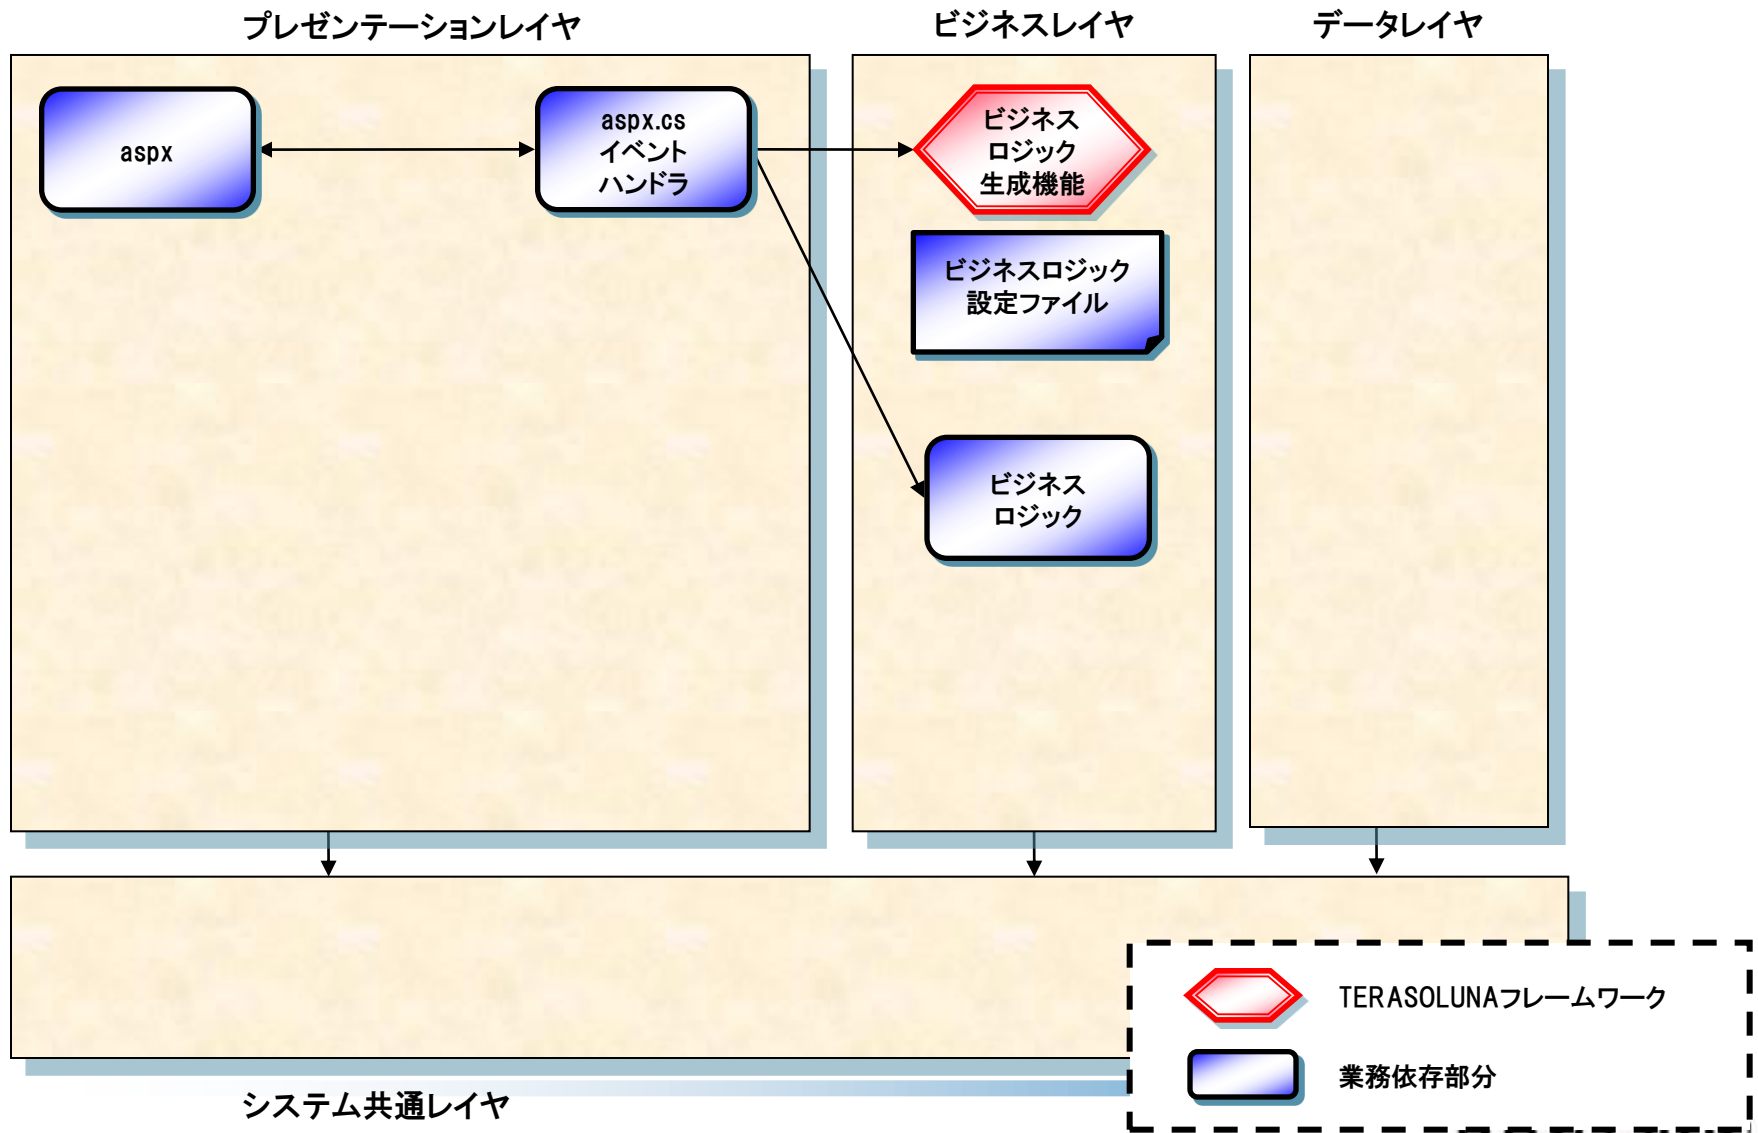 プレゼンテーションレイヤ
ビジネスレイヤ
データレイヤ
aspx
aspx.cs
イベント
ハンドラ
ビジネス
ロジック
生成機能
ビジネスロジック
設定ファイル
ビジネス
ロジック
TERASOLUNAフレームワーク
業務依存部分
システム共通レイヤ